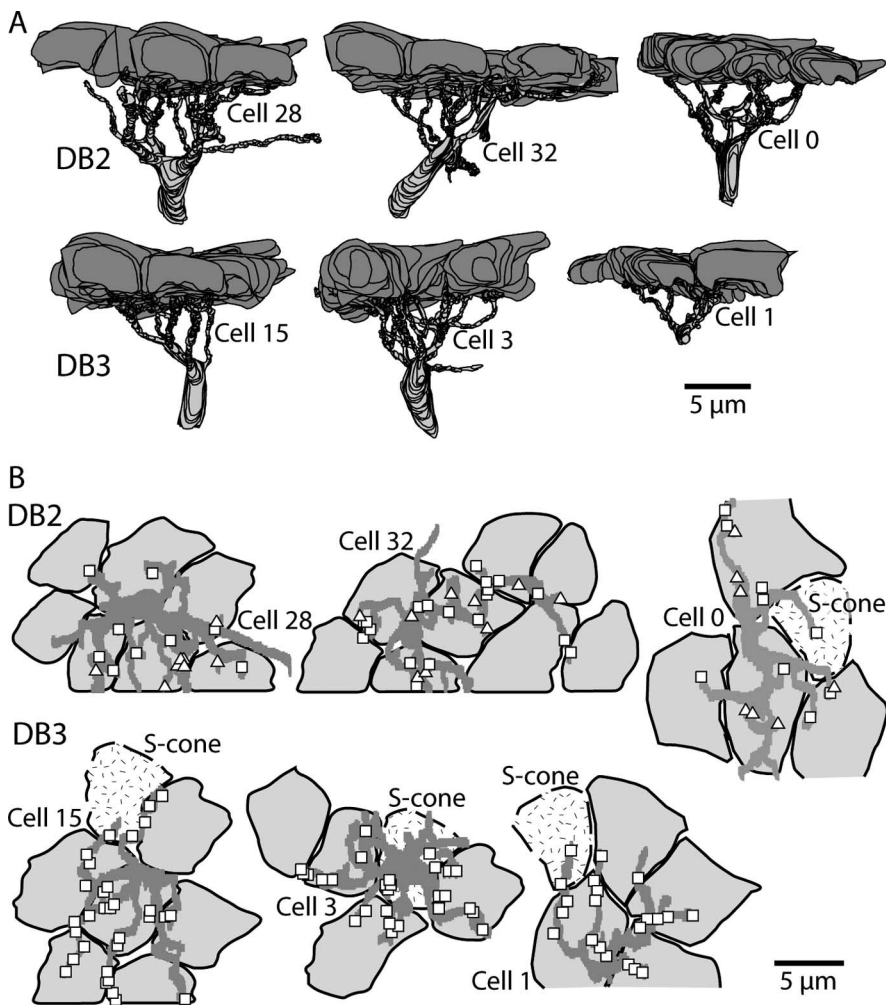 A
Cell 28
Cell 32
Cell 0
DB2
Cell 15
Cell 3
Cell 1
DB3
5 µm
B
DB2
Cell 32
Cell 28
Cell 0
S-cone
DB3
S-cone
S-cone
S-cone
Cell 15
Cell 3
Cell 1
5 µm